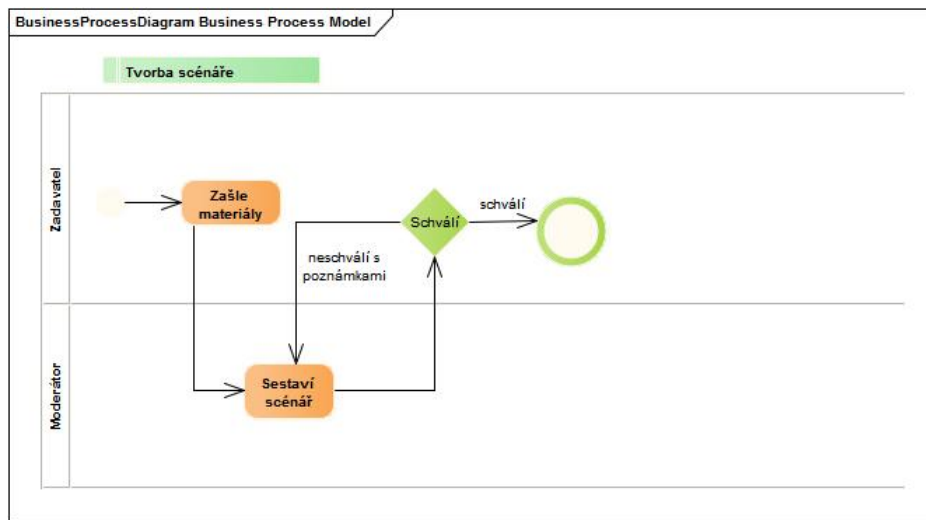 BusinessProcessDiagram Business Process Model
Tvorba scénáře
Zadavatel
Zašle
materiály
Schválí
schválí
neschválí s
poznámkami
Moderátor
Sestaví
scénář